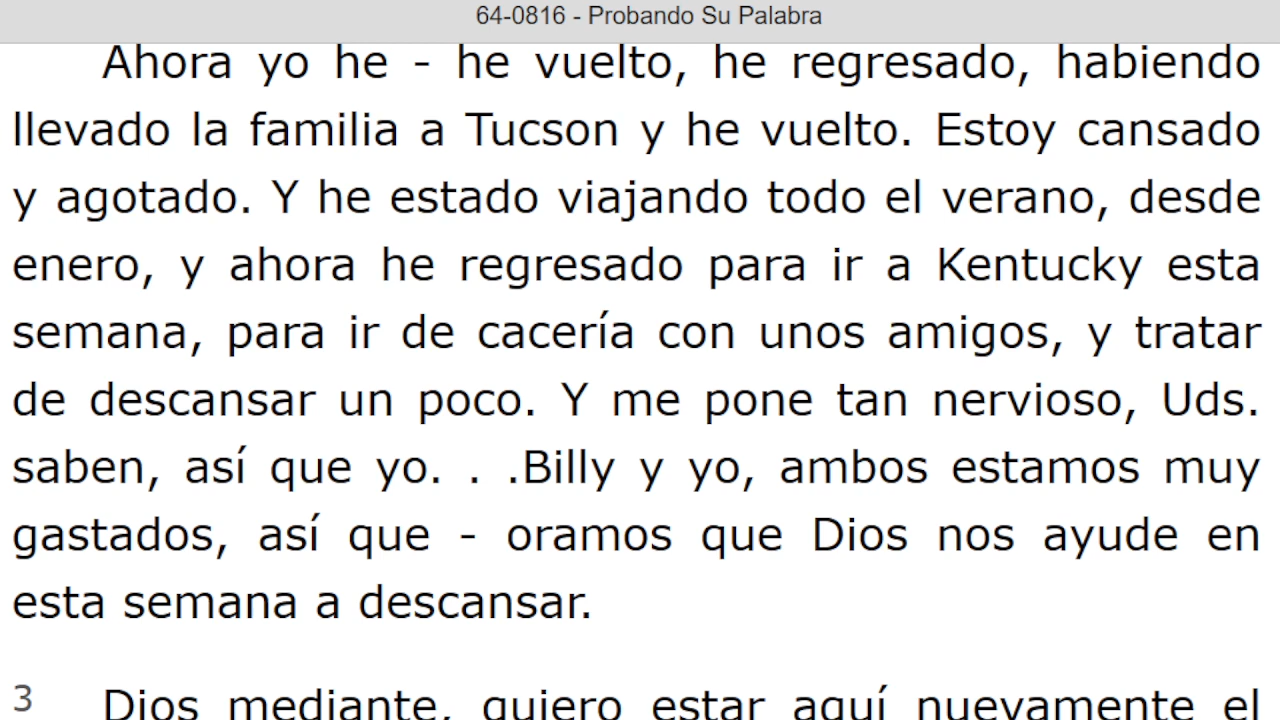 64-0816 - Probando Su Palabra
Ahora yo he - he vuelto, he regresado, habiendo
llevado la familia a Tucson y he vuelto. Estoy cansado
y agotado. Y he estado viajando todo el verano, desde
enero, y ahora he regresado para ir a Kentucky esta
semana, para ir de cacería con unos amigos, y tratar
de descansar un poco. Y me pone tan nervioso, Uds.
saben, así que yo. . .Billy y yo, ambos estamos muy
gastados, así que - oramos que Dios nos ayude en
esta semana a descansar.
3 Dios mediante, quiero estar aquí nuevamente el